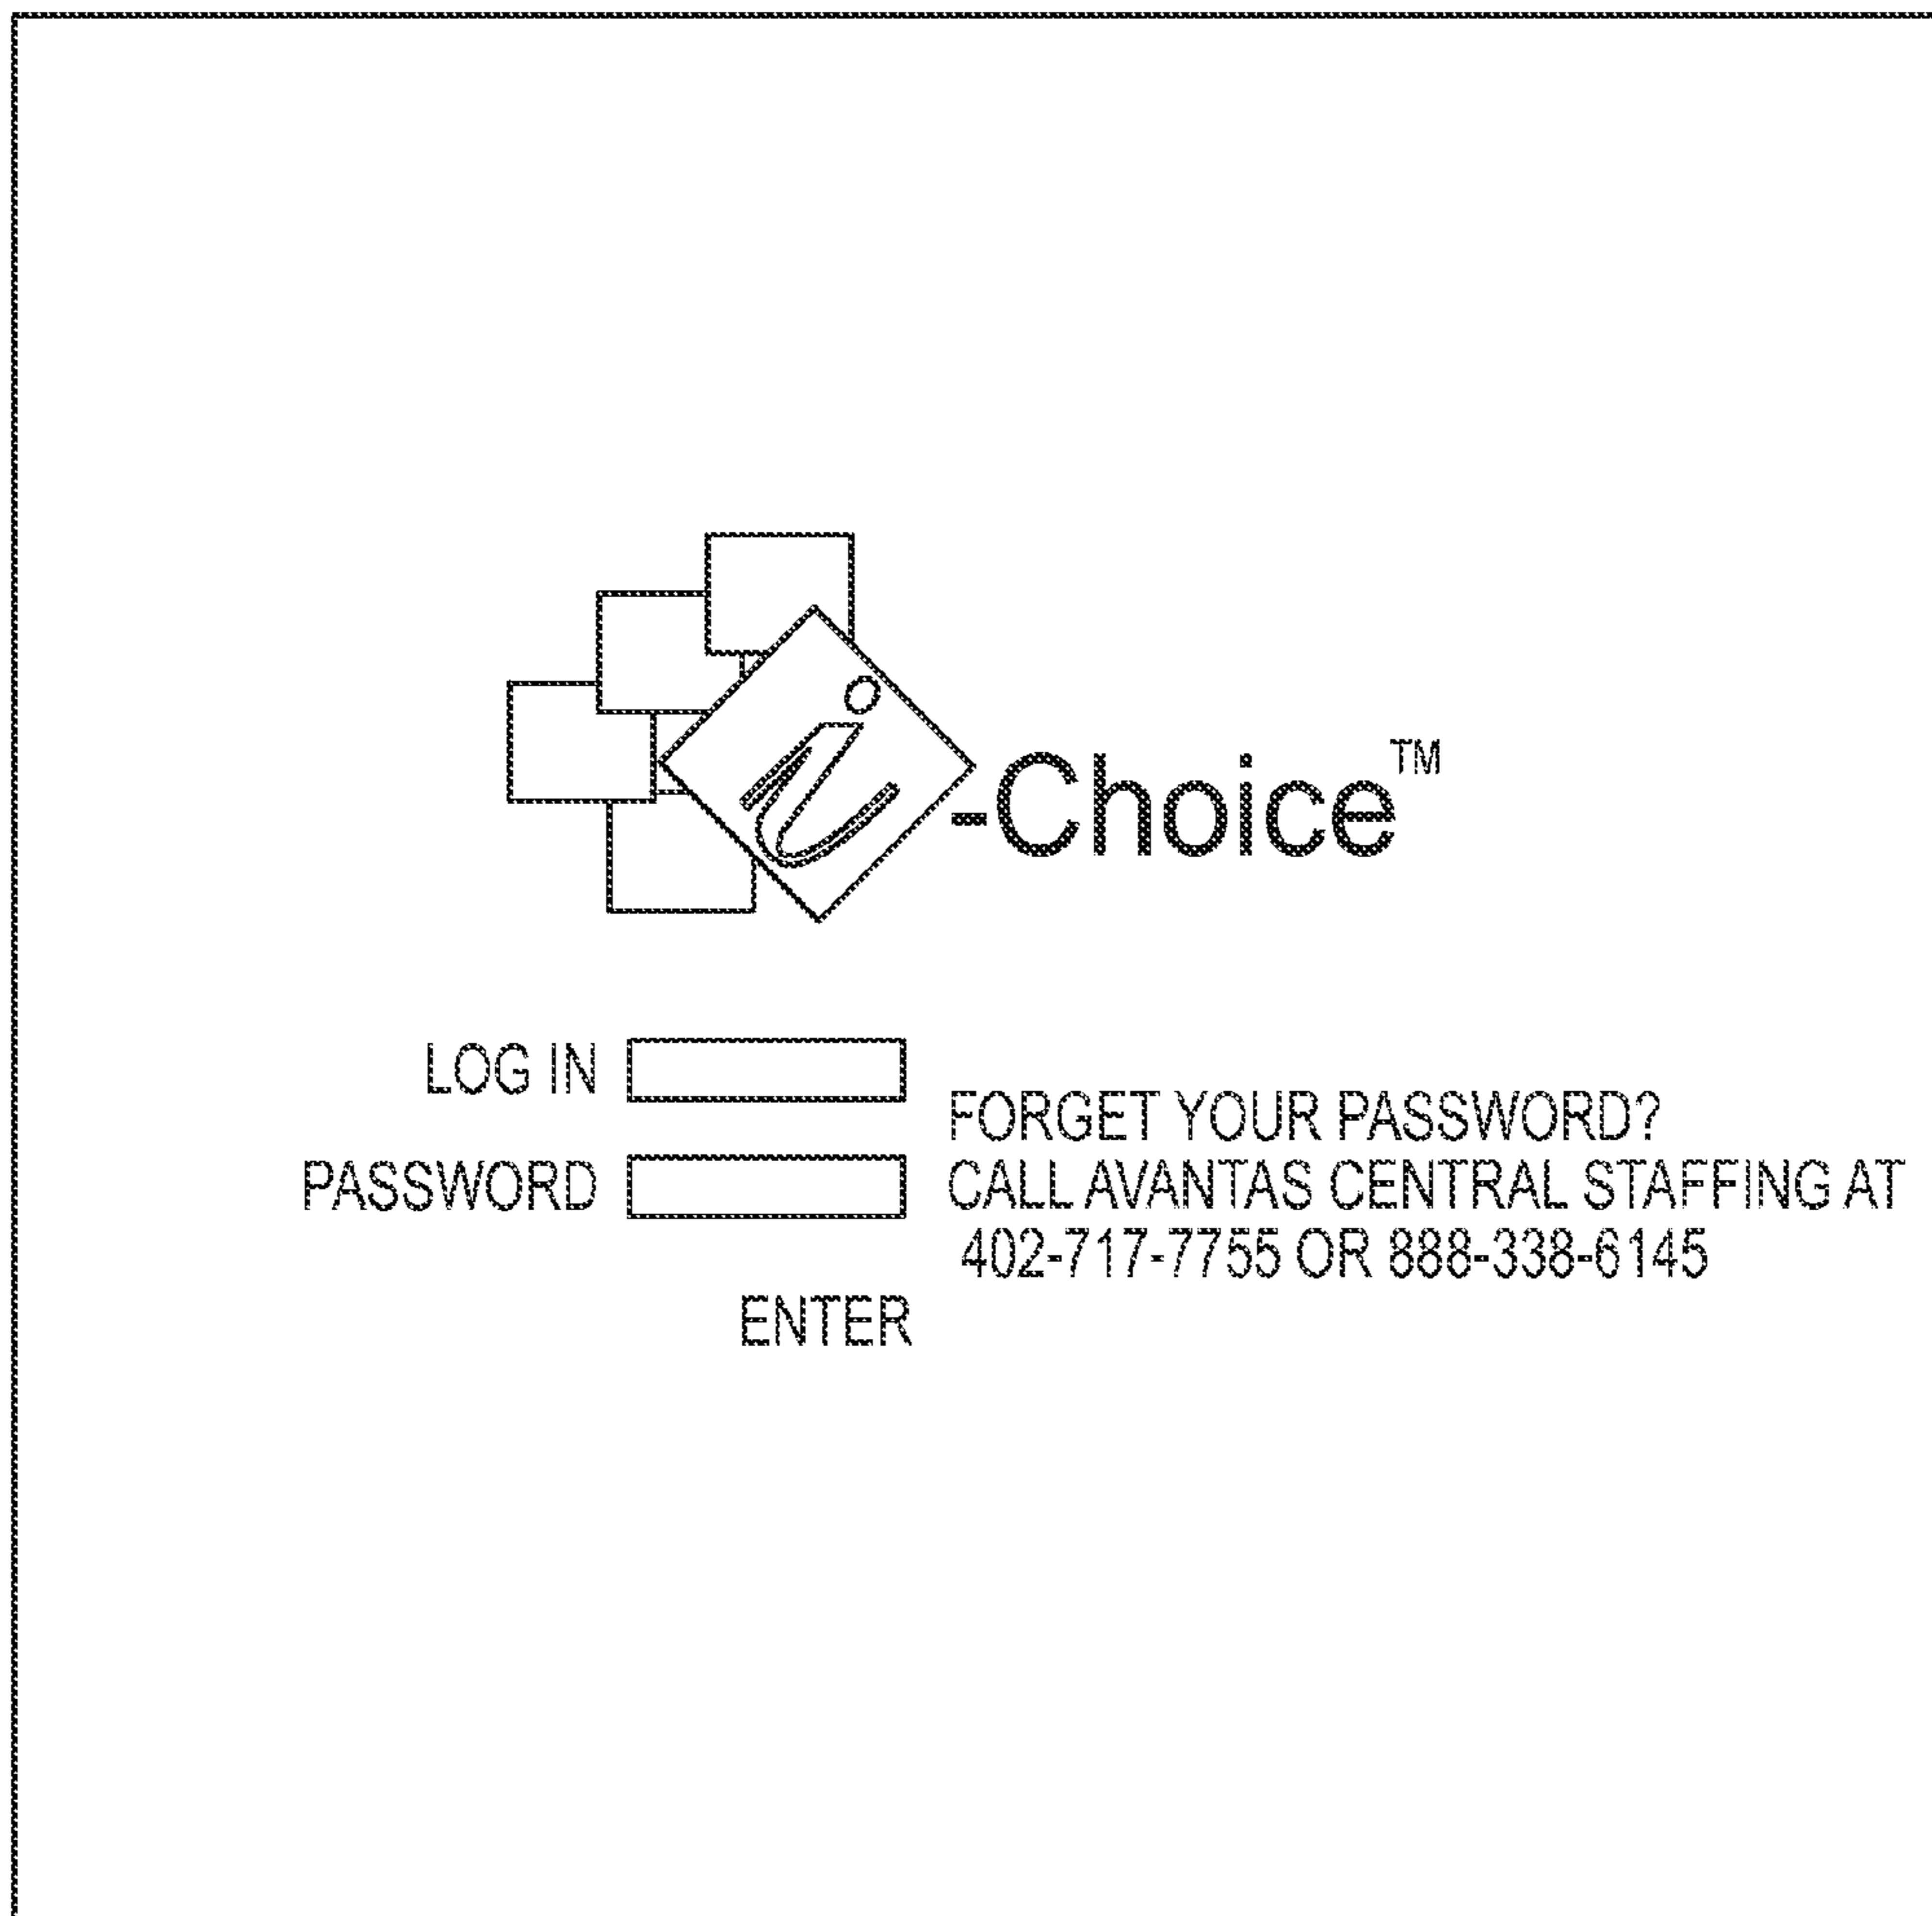 i-Choice™
LOG IN
PASSWORD
FORGET YOUR PASSWORD?
CALL AVANTAS CENTRAL STAFFING AT
402-717-7755 OR 888-338-6145
ENTER